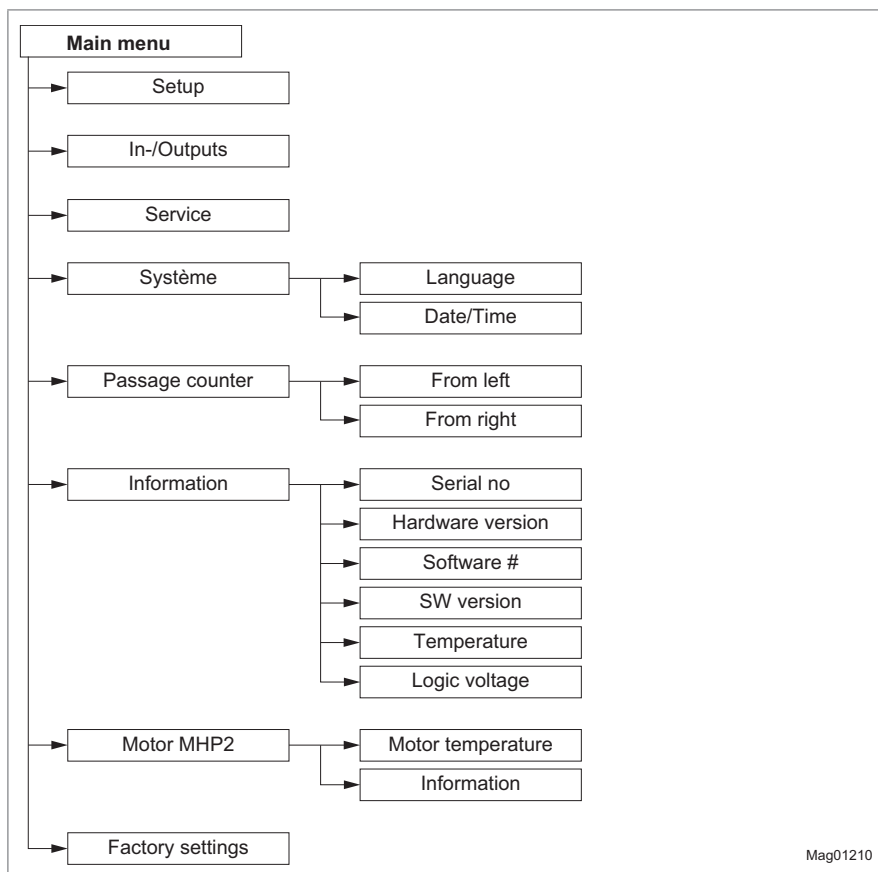 Main menu
Setup
In-/Outputs
Service
Système
Language
Date/Time
Passage counter
From left
From right
Information
Serial no
Hardware version
Software #
SW version
Temperature
Logic voltage
Motor MHP2
Motor temperature
Information
Factory settings
Mag01210